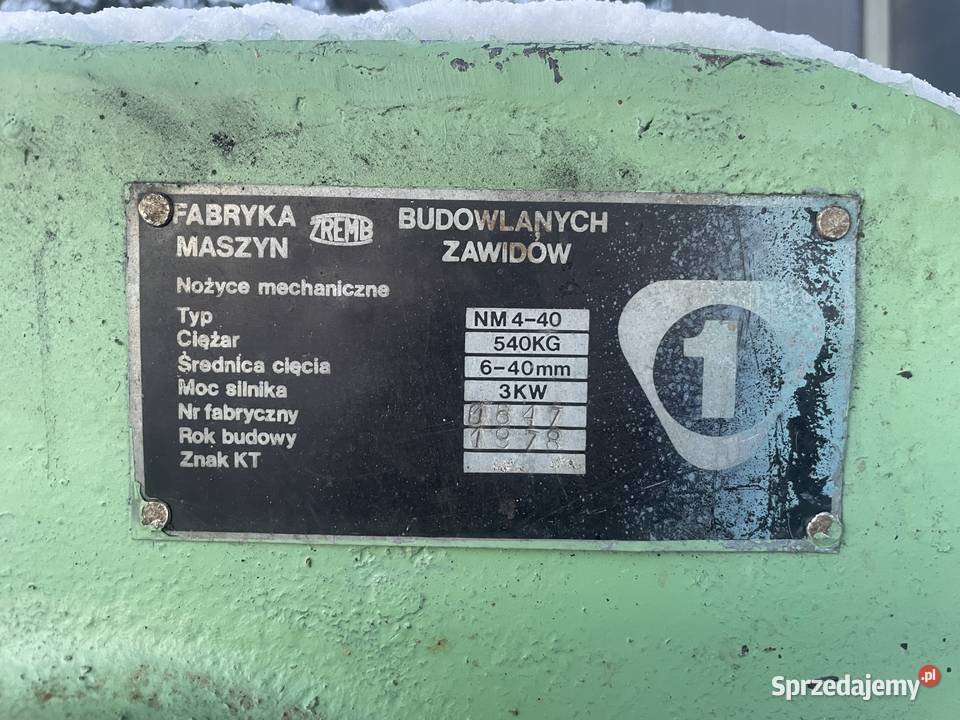 FABRYKA ZREMB BUDOWLANYCH
MASZYN ZAWIDÓW
Nożyce mechaniczne
Typ NM 4-40
Ciężar 540KG
Średnica cięcia 6-40mm
Moc silnika 3KW
Nr fabryczny
Rok budowy 1978
Znak KT
1
Sprzedajemy.pl